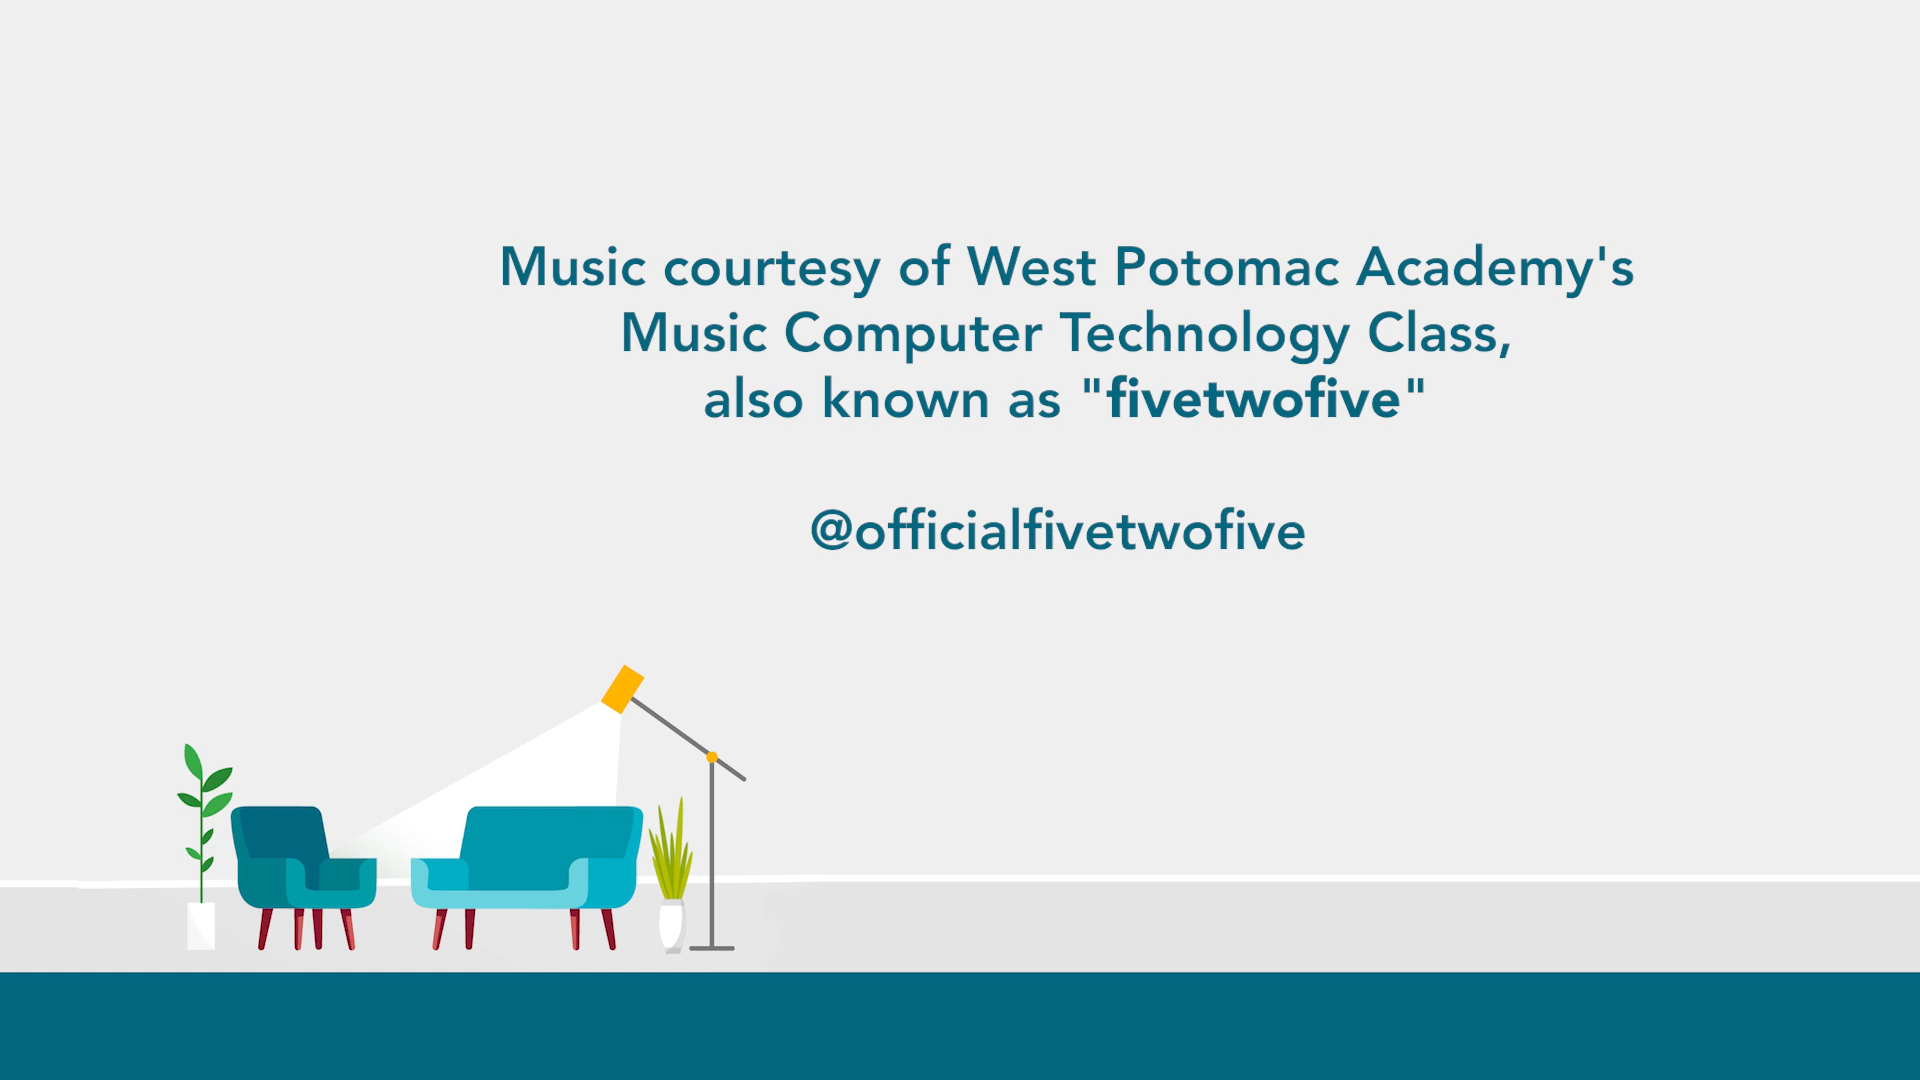 Music courtesy of West Potomac Academy's
Music Computer Technology Class,
also known as "fivetwofive"
@officialfivetwofive